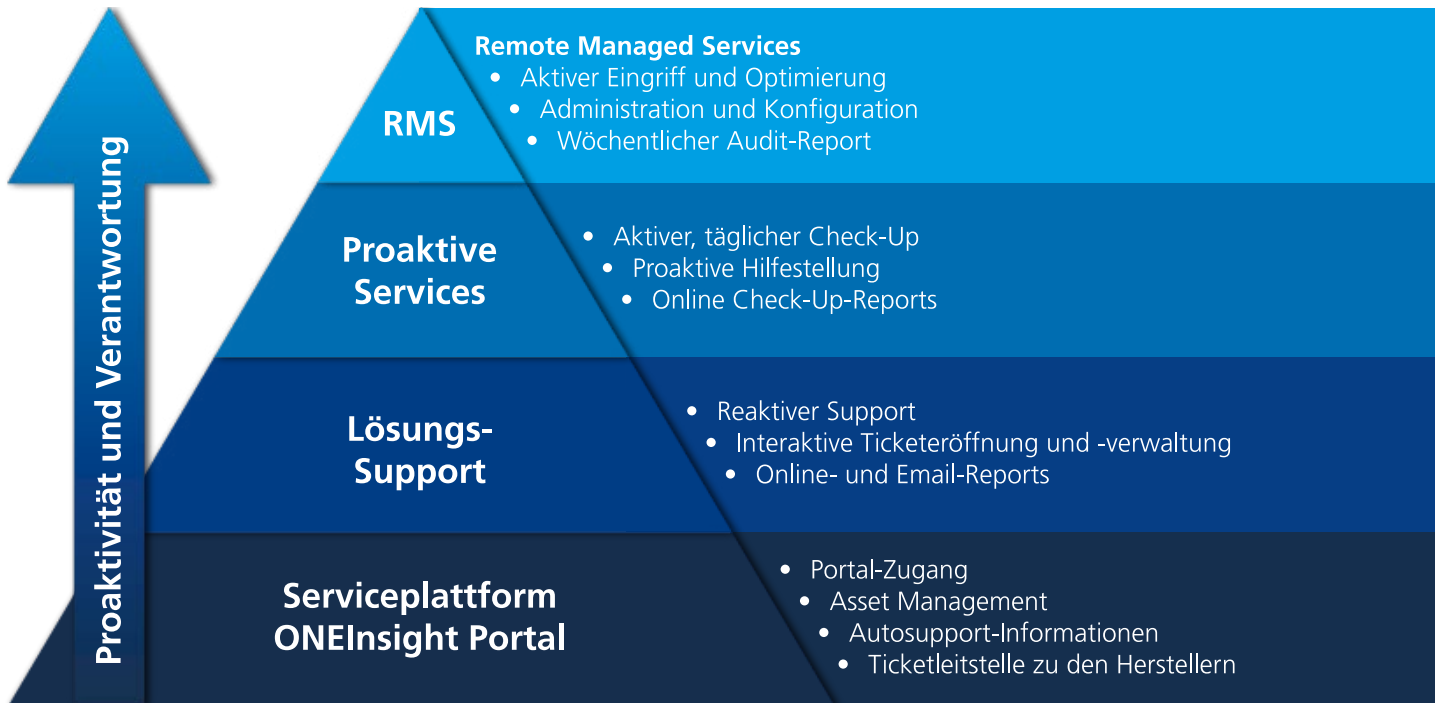 Proaktivität und Verantwortung
RMS
Remote Managed Services
• Aktiver Eingriff und Optimierung
• Administration und Konfiguration
• Wöchentlicher Audit-Report
Proaktive
Services
• Aktiver, täglicher Check-Up
• Proaktive Hilfestellung
• Online Check-Up-Reports
Lösungs-
Support
• Reaktiver Support
• Interaktive Ticketeröffnung und -verwaltung
• Online- und Email-Reports
Serviceplattform
ONEInsight Portal
• Portal-Zugang
• Asset Management
• Autosupport-Informationen
• Ticketleitstelle zu den Herstellern